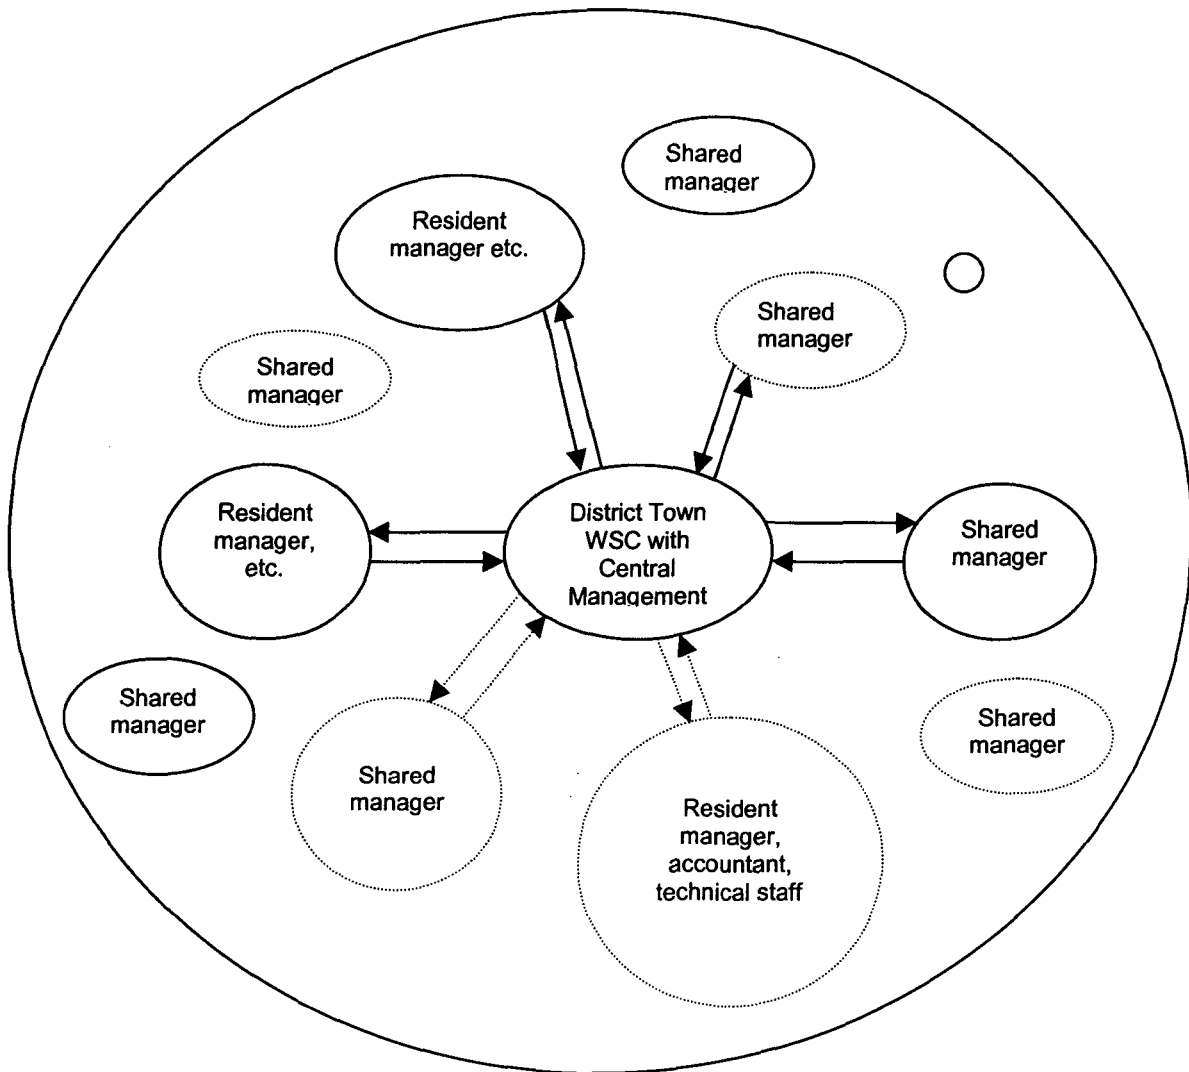 Shared
manager
Resident
manager etc.
Shared
manager
Shared
manager
Resident
manager,
etc.
District Town
WSC with
Central
Management
Shared
manager
Shared
manager
Shared
manager
Shared
manager
Resident
manager,
accountant,
technical staff